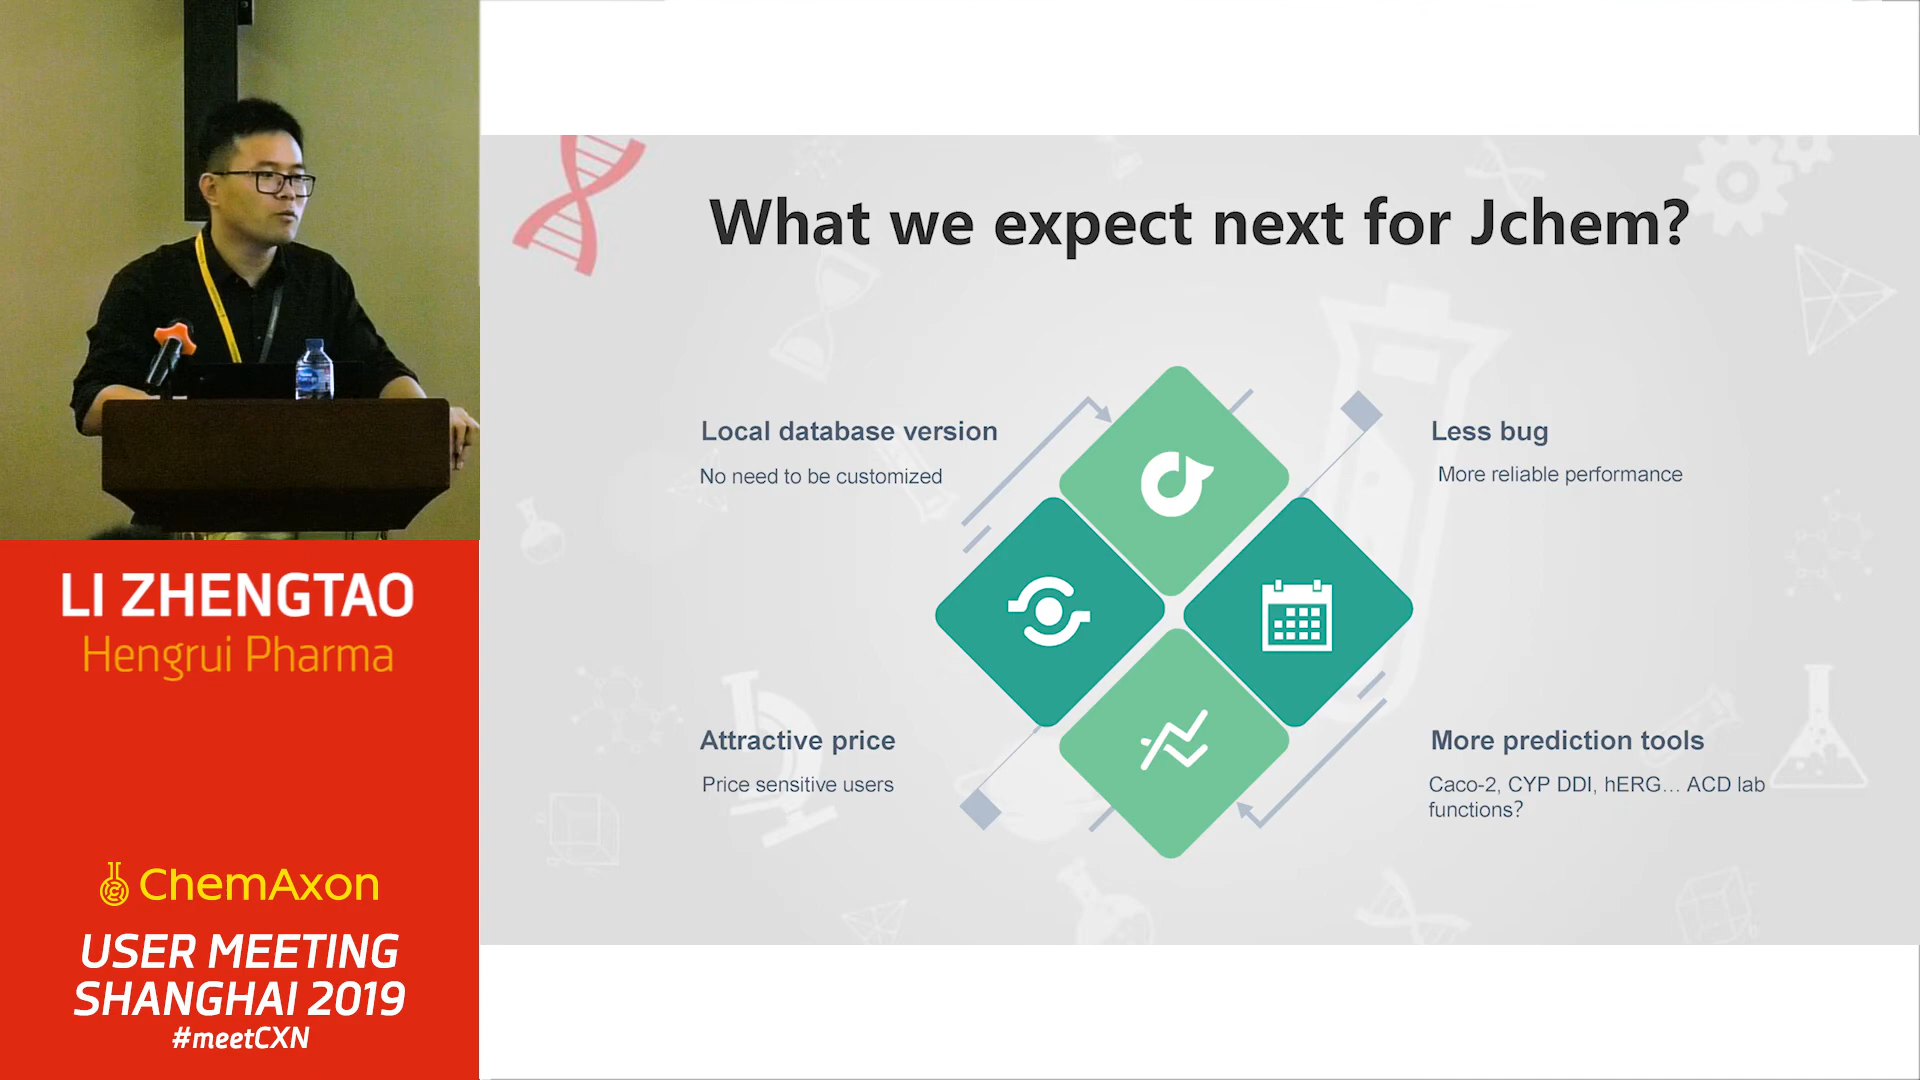 LI ZHENGTAO
Hengrui Pharma
ChemAxon
USER MEETING
SHANGHAI 2019
#meetCXN
What we expect next for Jchem?
Local database version
No need to be customized
Less bug
More reliable performance
Attractive price
Price sensitive users
More prediction tools
Caco-2, CYP DDI, hERG... ACD lab
functions?